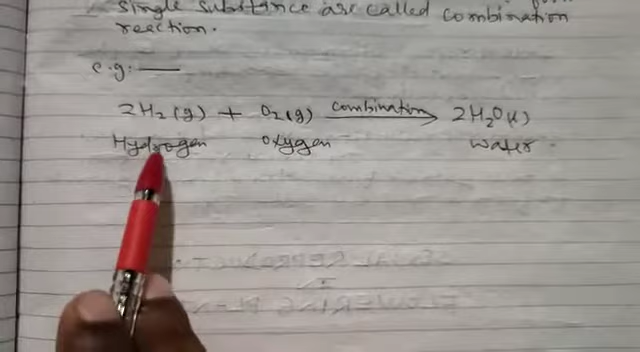 single substance are called combination
reaction.
e.g:—
2H₂(g) + O₂(g) combination→ 2H₂O(l)
Hydrogen Oxygen Water